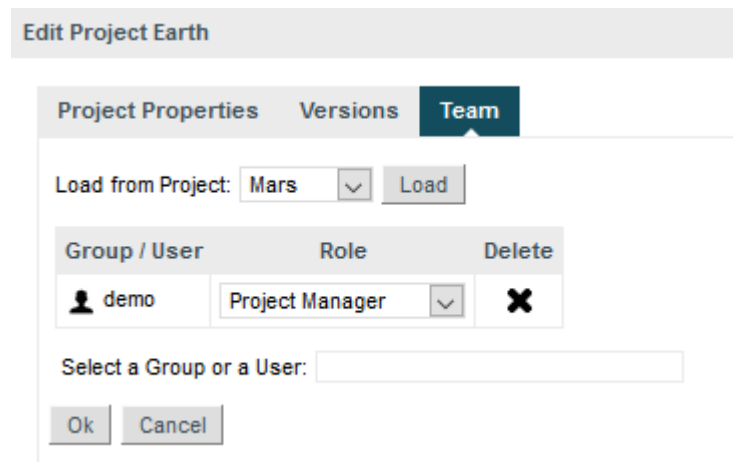 Edit Project Earth
Project Properties Versions Team
Load from Project: Mars Load
Group / User Role Delete
demo Project Manager
Select a Group or a User:
Ok Cancel